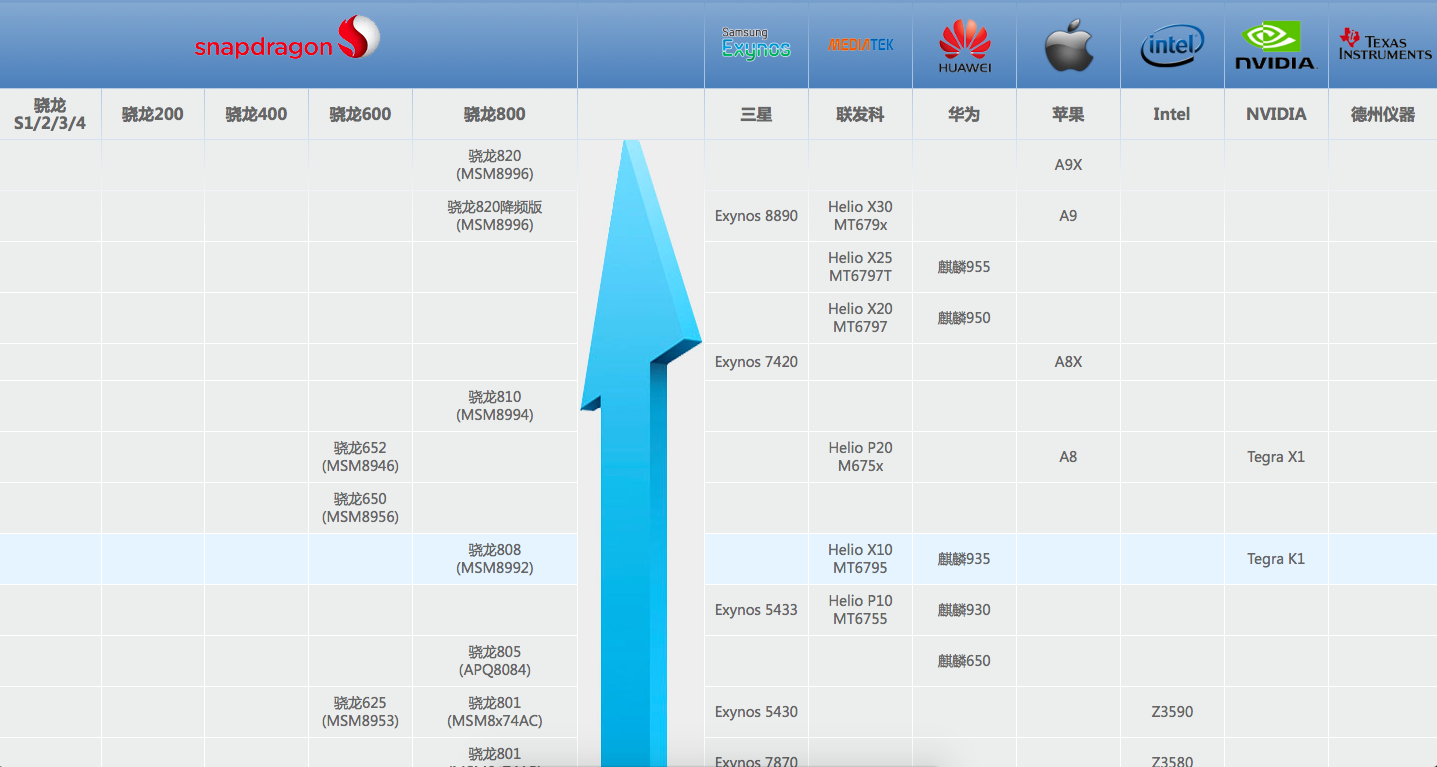 snapdragon
Samsung
Exynos
MEDIATEK
HUAWEI
intel
NVIDIA
TEXAS
INSTRUMENTS
骁龙
S1/2/3/4
骁龙200
骁龙400
骁龙600
骁龙800
三星
联发科
华为
苹果
Intel
NVIDIA
德州仪器
骁龙820
(MSM8996)
A9X
骁龙820降频版
(MSM8996)
Exynos 8890
Helio X30
MT679x
A9
Helio X25
MT6797T
麒麟955
Helio X20
MT6797
麒麟950
Exynos 7420
A8X
骁龙810
(MSM8994)
骁龙652
(MSM8946)
Helio P20
M675x
A8
Tegra X1
骁龙650
(MSM8956)
骁龙808
(MSM8992)
Helio X10
MT6795
麒麟935
Tegra K1
Exynos 5433
Helio P10
MT6755
麒麟930
骁龙805
(APQ8084)
麒麟650
骁龙625
(MSM8953)
骁龙801
(MSM8x74AC)
Exynos 5430
Z3590
骁龙801
Exynos 7870
Z3580